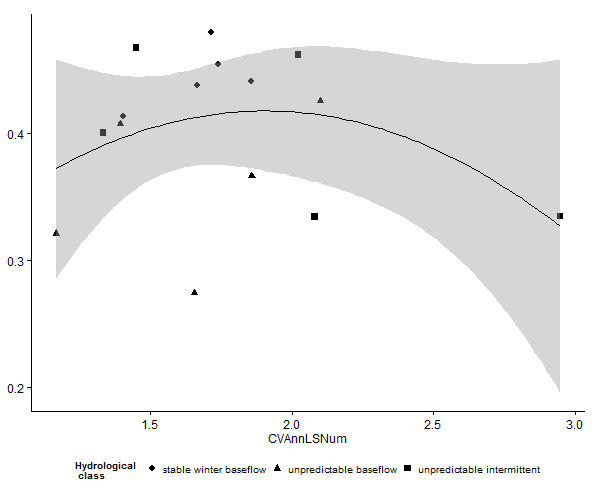 0.4
0.3
0.2
1.5 2.0 2.5 3.0
CVAnnLSNum
Hydrological
class
stable winter baseflow unpredictable baseflow unpredictable intermittent